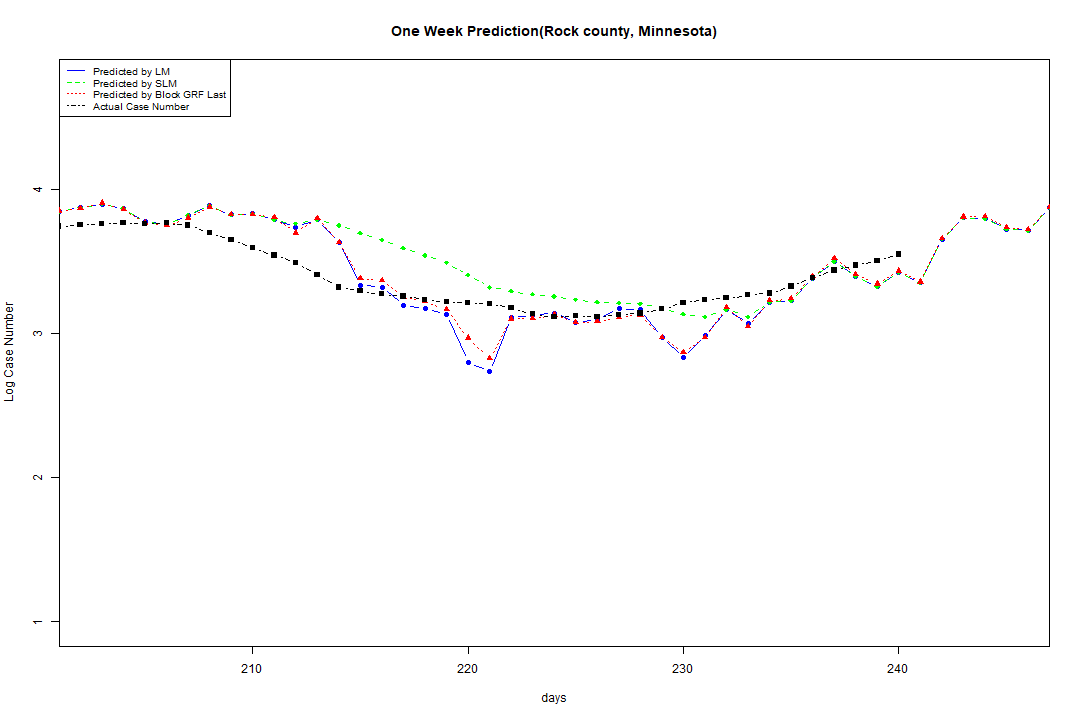 One Week Prediction(Rock county, Minnesota)
Predicted by LM
Predicted by SLM
Predicted by Block GRF Last
Actual Case Number
4
3
2
1
Log Case Number
210 220 230 240
days